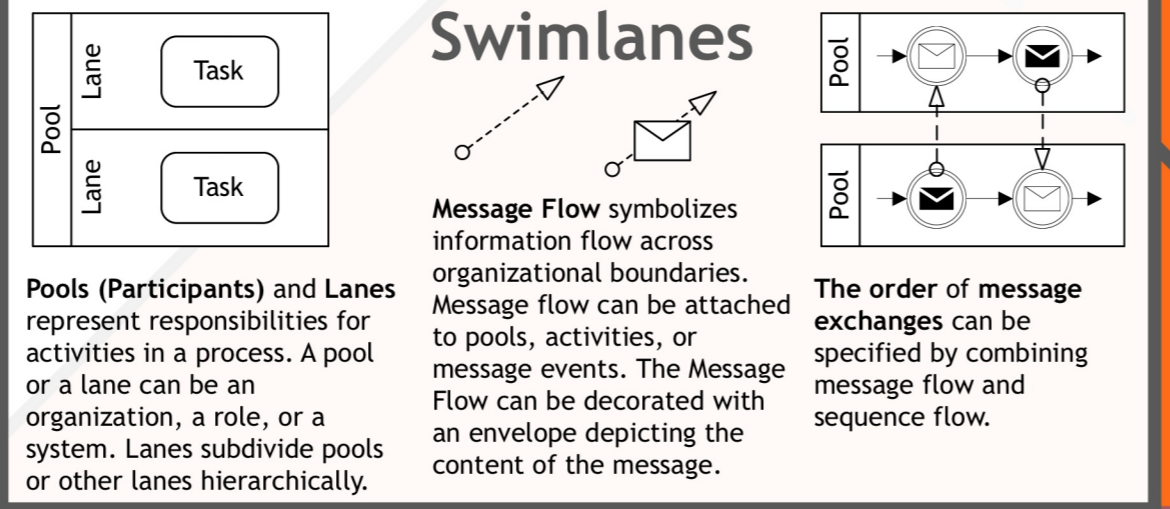 Swimlanes
Pool
Lane
Task
Lane
Task
Pools (Participants) and Lanes
represent responsibilities for
activities in a process. A pool
or a lane can be an
organization, a role, or a
system. Lanes subdivide pools
or other lanes hierarchically.
Message Flow symbolizes
information flow across
organizational boundaries.
Message flow can be attached
to pools, activities, or
message events. The Message
Flow can be decorated with
an envelope depicting the
content of the message.
Pool
Pool
The order of message
exchanges can be
specified by combining
message flow and
sequence flow.